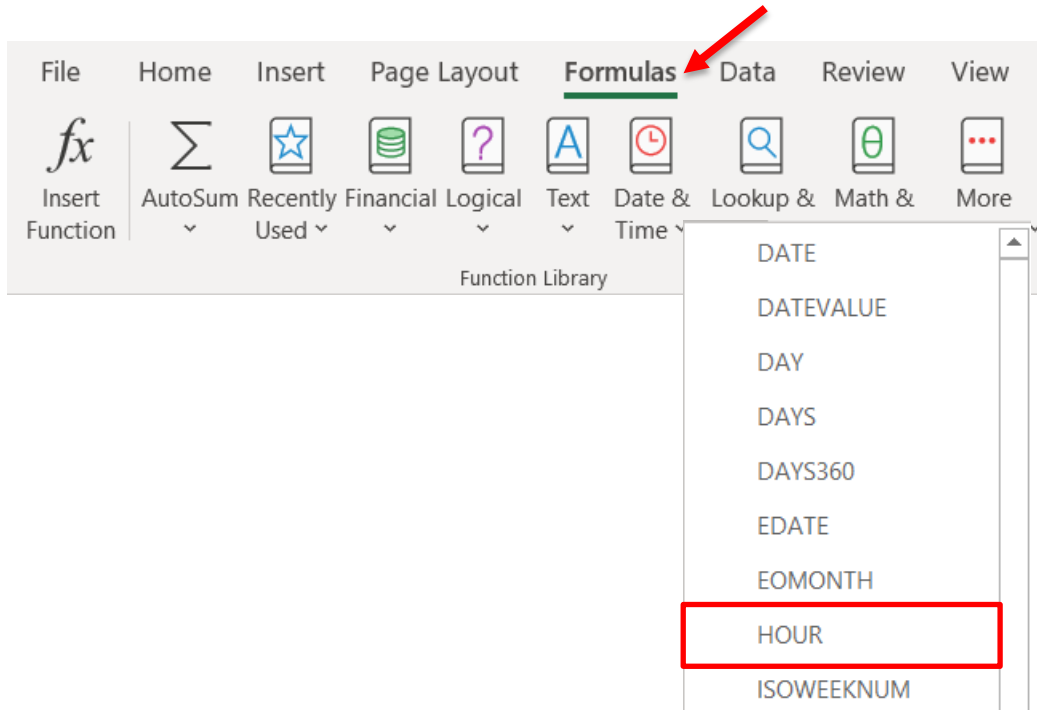 File Home Insert Page Layout Formulas Data Review View
fx Σ ? A θ
Insert AutoSum Recently Financial Logical Text Date & Lookup & Math & More
Function Used Time
Function Library
DATE
DATEVALUE
DAY
DAYS
DAYS360
EDATE
EOMONTH
HOUR
ISOWEEKNUM